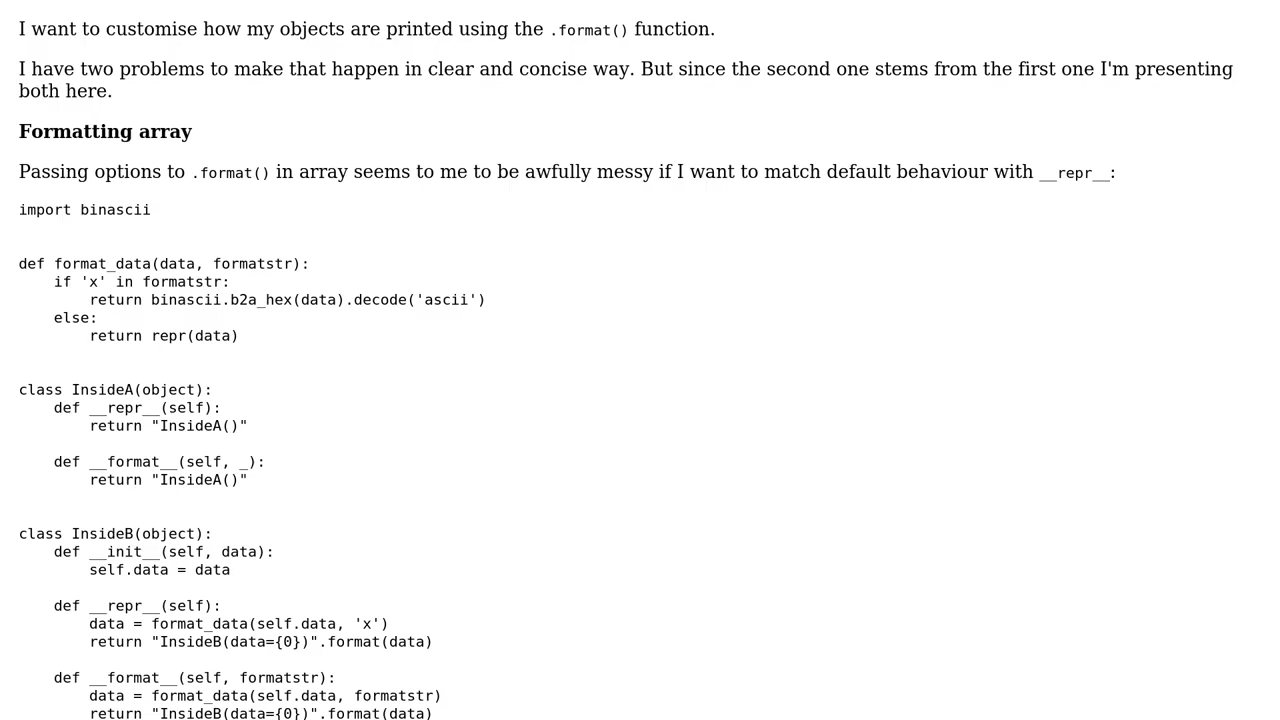 I want to customise how my objects are printed using the .format() function.
I have two problems to make that happen in clear and concise way. But since the second one stems from the first one I'm presenting
both here.
Formatting array
Passing options to .format() in array seems to me to be awfully messy if I want to match default behaviour with __repr__:
import binascii
def format_data(data, formatstr):
    if 'x' in formatstr:
        return binascii.b2a_hex(data).decode('ascii')
    else:
        return repr(data)
class InsideA(object):
    def __repr__(self):
        return "InsideA()"
    def __format__(self, _):
        return "InsideA()"
class InsideB(object):
    def __init__(self, data):
        self.data = data
    def __repr__(self):
        data = format_data(self.data, 'x')
        return "InsideB(data={0})".format(data)
    def __format__(self, formatstr):
        data = format_data(self.data, formatstr)
        return "InsideB(data={0})".format(data)